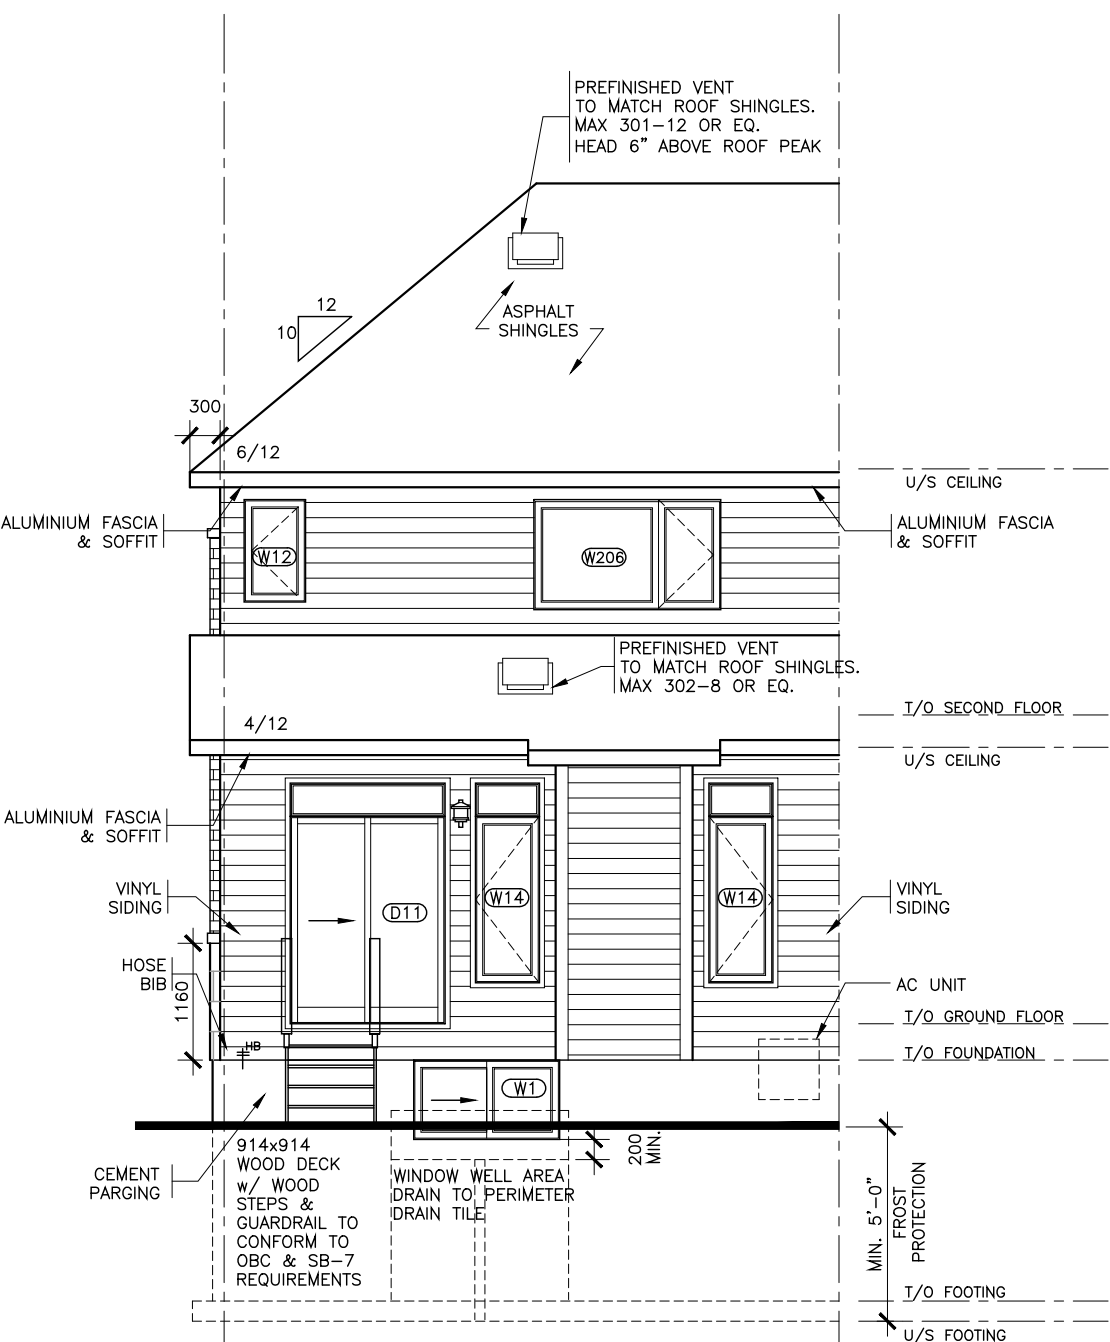 PREFINISHED VENT
TO MATCH ROOF SHINGLES.
MAX 301-12 OR EQ.
HEAD 6" ABOVE ROOF PEAK
12
10
ASPHALT
SHINGLES
300
6/12
U/S CEILING
ALUMINIUM FASCIA
& SOFFIT
ALUMINIUM FASCIA
& SOFFIT
W12
W206
PREFINISHED VENT
TO MATCH ROOF SHINGLES.
MAX 302-8 OR EQ.
4/12
T/O SECOND FLOOR
U/S CEILING
ALUMINIUM FASCIA
& SOFFIT
VINYL
SIDING
D11
W14
W14
VINYL
SIDING
HOSE
BIB
1160
AC UNIT
T/O GROUND FLOOR
HB
T/O FOUNDATION
W1
914x914
WOOD DECK
w/ WOOD
STEPS &
GUARDRAIL TO
CONFORM TO
OBC & SB-7
REQUIREMENTS
200
MIN.
CEMENT
PARGING
WINDOW WELL AREA
DRAIN TO PERIMETER
DRAIN TILE
MIN. 5'-0"
FROST
PROTECTION
T/O FOOTING
U/S FOOTING